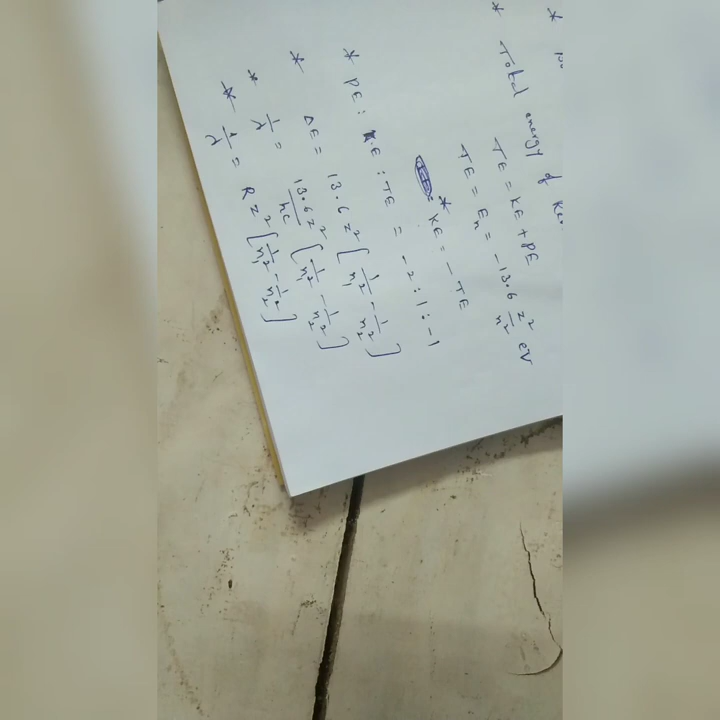 * Total energy of
TE = KE + PE
TE = Eₙ = -13.6 z²/n² eV
* KE = - TE
* PE : KE : TE = -2 : 1 : -1
* ΔE = 13.6 z² [1/n₁² - 1/n₂²]
* 1/λ = 13.6 z²/hc [1/n₁² - 1/n₂²]
* 1/λ = R z² [1/n₁² - 1/n₂²]